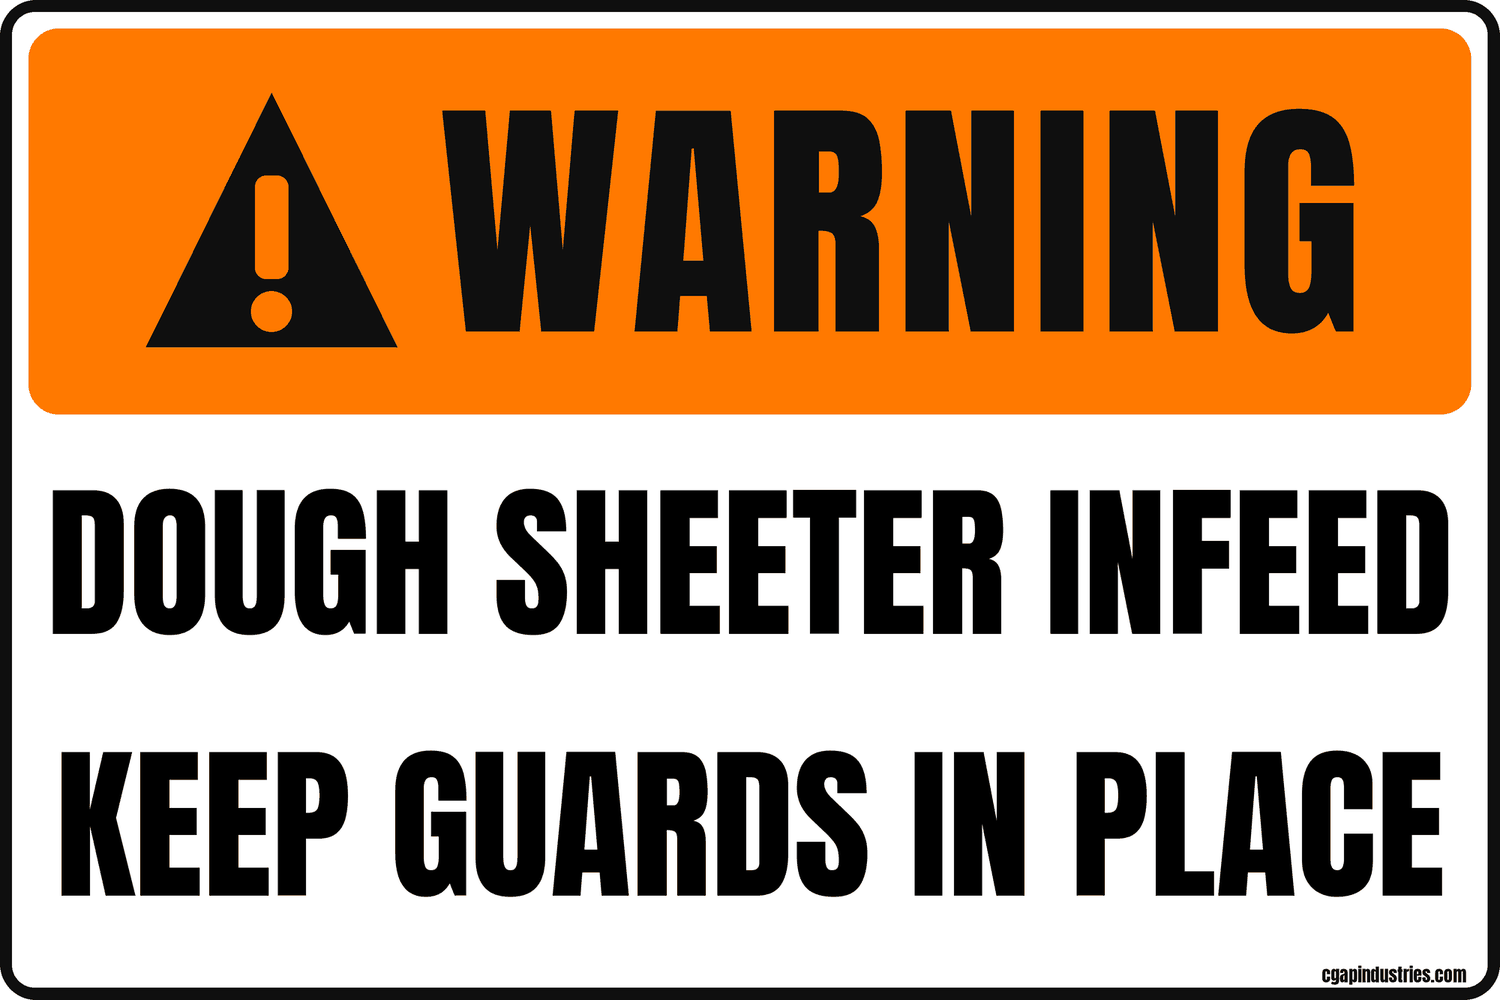 WARNING
DOUGH SHEETER INFEED
KEEP GUARDS IN PLACE
cgapindustries.com